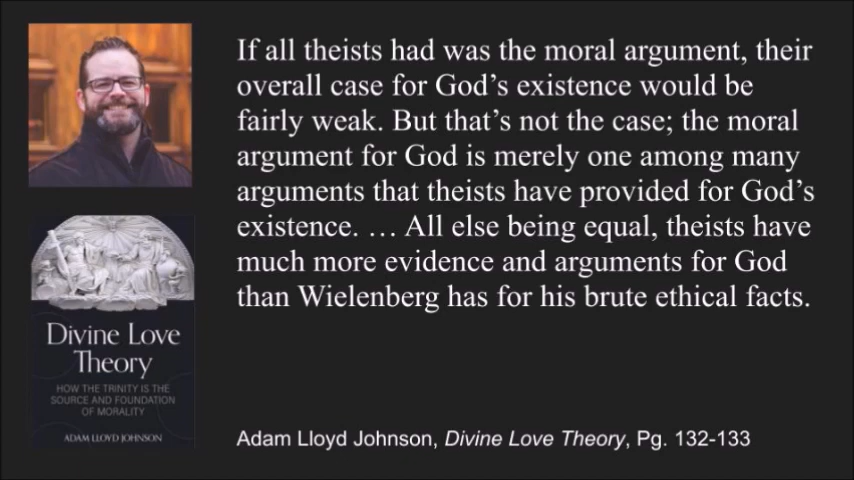 If all theists had was the moral argument, their
overall case for God's existence would be
fairly weak. But that's not the case; the moral
argument for God is merely one among many
arguments that theists have provided for God's
existence. … All else being equal, theists have
much more evidence and arguments for God
than Wielenberg has for his brute ethical facts.
Divine Love
Theory
HOW THE TRINITY IS THE
SOURCE AND FOUNDATION
OF MORALITY
ADAM LLOYD JOHNSON
Adam Lloyd Johnson, Divine Love Theory, Pg. 132-133